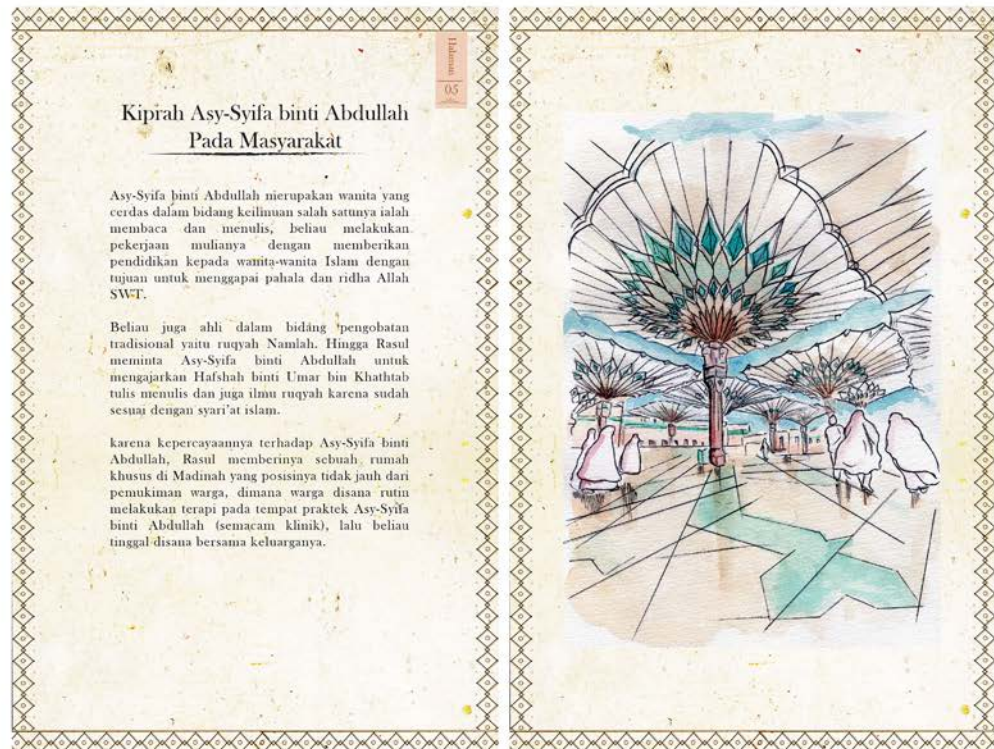 Halaman
05
Kiprah Asy-Syifa binti Abdullah
Pada Masyarakat
Asy-Syifa binti Abdullah merupakan wanita yang
cerdas dalam bidang keilmuan salah satunya ialah
membaca dan menulis, beliau melakukan
pekerjaan mulianya dengan memberikan
pendidikan kepada wanita-wanita Islam dengan
tujuan untuk menggapai pahala dan ridha Allah
SWT.
Beliau juga ahli dalam bidang pengobatan
tradisional yaitu ruqyah Namlah. Hingga Rasul
meminta Asy-Syifa binti Abdullah untuk
mengajarkan Hafshah binti Umar bin Khathtab
tulis menulis dan juga ilmu ruqyah karena sudah
sesuai dengan syari'at islam.
karena kepercayaannya terhadap Asy-Syifa binti
Abdullah, Rasul memberinya sebuah rumah
khusus di Madinah yang posisinya tidak jauh dari
pemukiman warga, dimana warga disana rutin
melakukan terapi pada tempat praktek Asy-Syifa
binti Abdullah (semacam klinik), lalu beliau
tinggal disana bersama keluarganya.